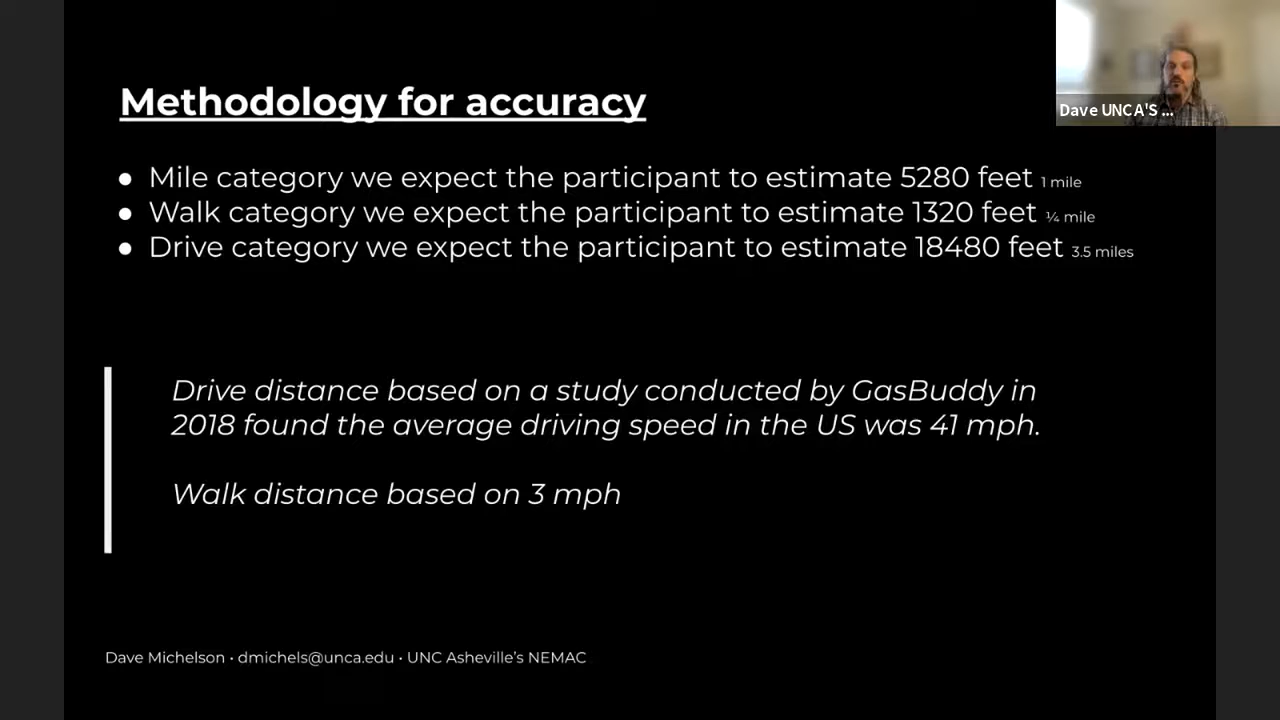 Dave UNCA'S ...
Methodology for accuracy
● Mile category we expect the participant to estimate 5280 feet 1 mile
● Walk category we expect the participant to estimate 1320 feet ¼ mile
● Drive category we expect the participant to estimate 18480 feet 3.5 miles
Drive distance based on a study conducted by GasBuddy in
2018 found the average driving speed in the US was 41 mph.
Walk distance based on 3 mph
Dave Michelson • dmichels@unca.edu • UNC Asheville's NEMAC